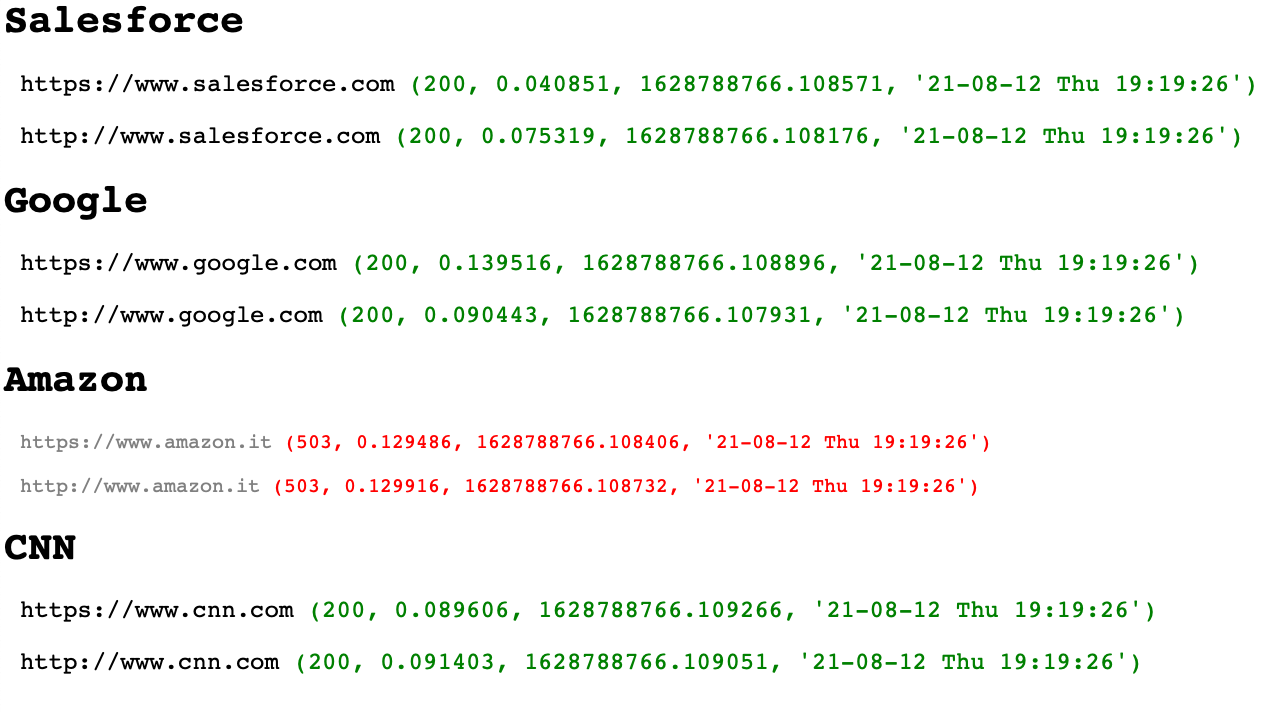 Salesforce
https://www.salesforce.com (200, 0.040851, 1628788766.108571, '21-08-12 Thu 19:19:26')
http://www.salesforce.com (200, 0.075319, 1628788766.108176, '21-08-12 Thu 19:19:26')
Google
https://www.google.com (200, 0.139516, 1628788766.108896, '21-08-12 Thu 19:19:26')
http://www.google.com (200, 0.090443, 1628788766.107931, '21-08-12 Thu 19:19:26')
Amazon
https://www.amazon.it (503, 0.129486, 1628788766.108406, '21-08-12 Thu 19:19:26')
http://www.amazon.it (503, 0.129916, 1628788766.108732, '21-08-12 Thu 19:19:26')
CNN
https://www.cnn.com (200, 0.089606, 1628788766.109266, '21-08-12 Thu 19:19:26')
http://www.cnn.com (200, 0.091403, 1628788766.109051, '21-08-12 Thu 19:19:26')